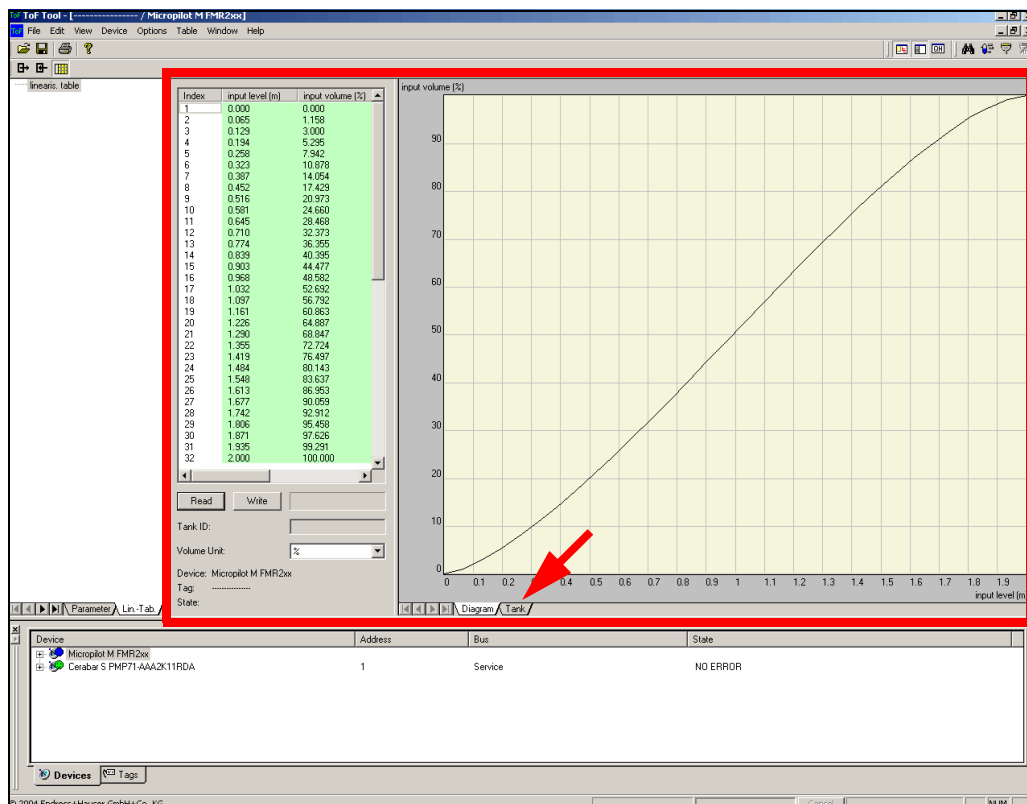 ToF Tool - [---------------- / Micropilot M FMR2xx]
File Edit View Device Options Table Window Help
linearis. table
Index input level (m) input volume (%)
1 0.000 0.000
2 0.065 1.158
3 0.129 3.000
4 0.194 5.295
5 0.258 7.942
6 0.323 10.878
7 0.387 14.054
8 0.452 17.429
9 0.516 20.973
10 0.581 24.660
11 0.645 28.468
12 0.710 32.373
13 0.774 36.355
14 0.839 40.395
15 0.903 44.477
16 0.968 48.582
17 1.032 52.692
18 1.097 56.792
19 1.161 60.863
20 1.226 64.887
21 1.290 68.847
22 1.355 72.724
23 1.419 76.497
24 1.484 80.143
25 1.548 83.637
26 1.613 86.953
27 1.677 90.059
28 1.742 92.912
29 1.806 95.458
30 1.871 97.626
31 1.935 99.291
32 2.000 100.000
Read Write
Tank ID:
Volume Unit: %
Device: Micropilot M FMR2xx
Tag: ----------------
State:
Parameter Lin.-Tab.
input volume (%)
90
80
70
60
50
40
30
20
10
0
0 0.1 0.2 0.4 0.5 0.6 0.7 0.8 0.9 1 1.1 1.2 1.3 1.4 1.5 1.6 1.7 1.8 1.9
input level (m
Diagram Tank
Device Address Bus State
Micropilot M FMR2xx
Cerabar S PMP71-AAA2K11RDA 1 Service NO ERROR
Devices Tags
© 2004 Endress+Hauser GmbH+Co. KG Cancel NUM